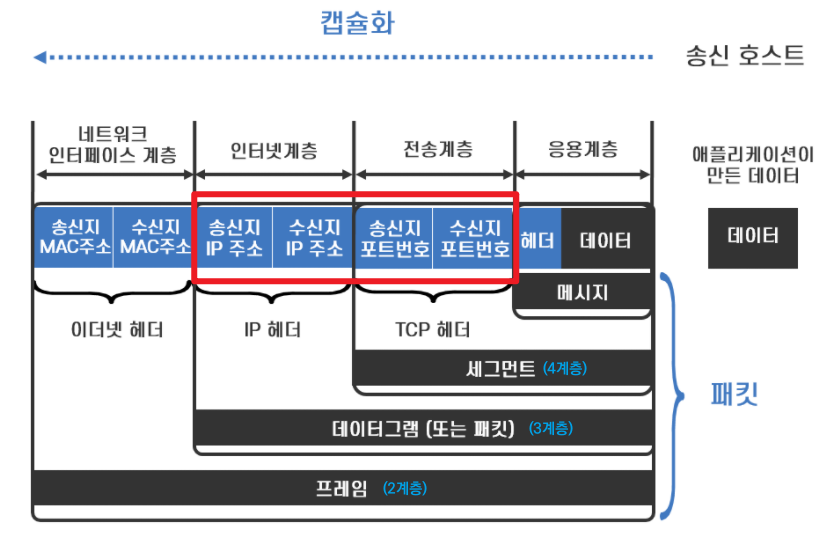 캡슐화
송신 호스트
네트워크
인터페이스 계층
인터넷계층
전송계층
응용계층
애플리케이션이
만든 데이터
송신지
MAC주소
수신지
MAC주소
송신지
IP 주소
수신지
IP 주소
송신지
포트번호
수신지
포트번호
헤더
데이터
데이터
메시지
이더넷 헤더
IP 헤더
TCP 헤더
세그먼트 (4계층)
패킷
데이터그램 (또는 패킷) (3계층)
프레임 (2계층)